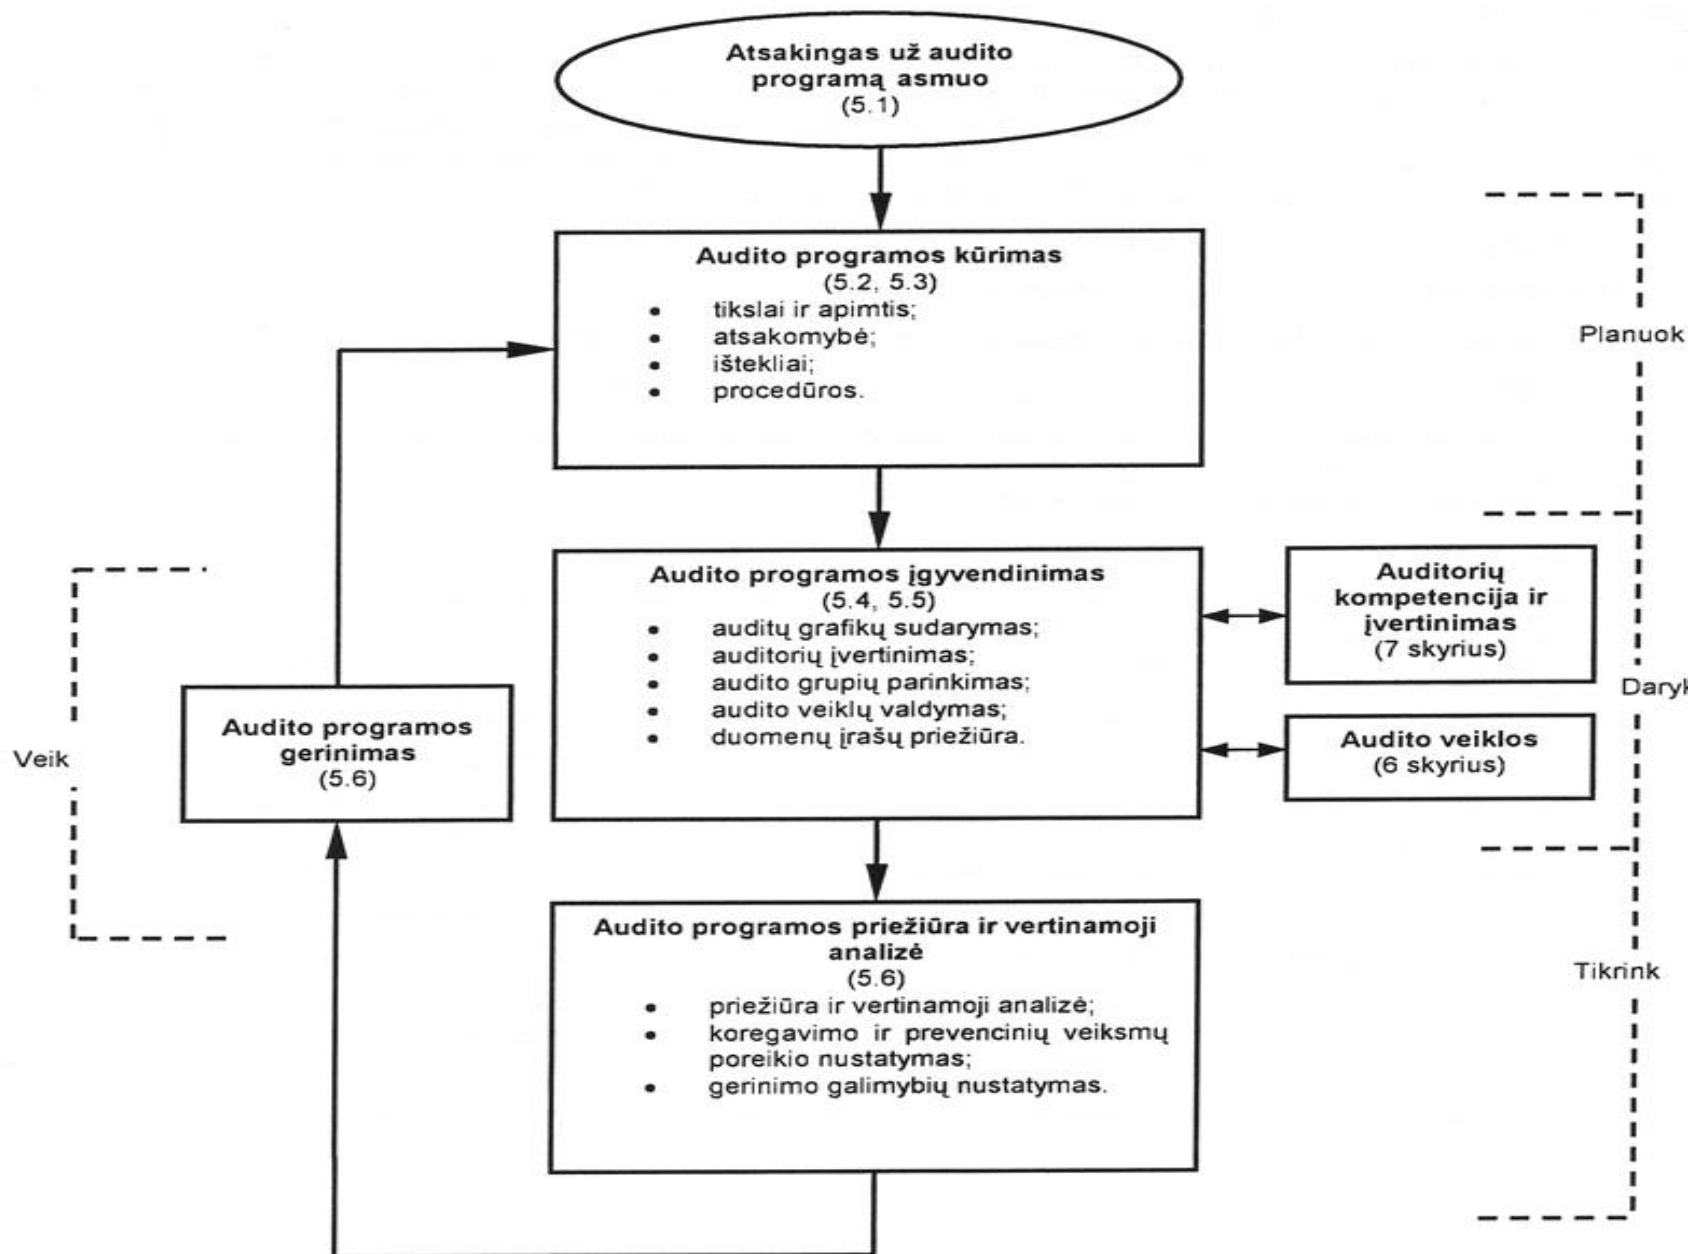 Atsakingas už audito
programą asmuo
(5.1)
Audito programos kūrimas
(5.2, 5.3)
• tikslai ir apimtis;
• atsakomybė;
• ištekliai;
• procedūros.
Planuok
Audito programos įgyvendinimas
(5.4, 5.5)
• auditų grafikų sudarymas;
• auditorių įvertinimas;
• audito grupių parinkimas;
• audito veiklų valdymas;
• duomenų įrašų priežiūra.
Auditorių
kompetencija ir
įvertinimas
(7 skyrius)
Daryk
Audito veiklos
(6 skyrius)
Audito programos
gerinimas
(5.6)
Veik
Audito programos priežiūra ir vertinamoji
analizė
(5.6)
• priežiūra ir vertinamoji analizė;
• koregavimo ir prevencinių veiksmų
poreikio nustatymas;
• gerinimo galimybių nustatymas.
Tikrink